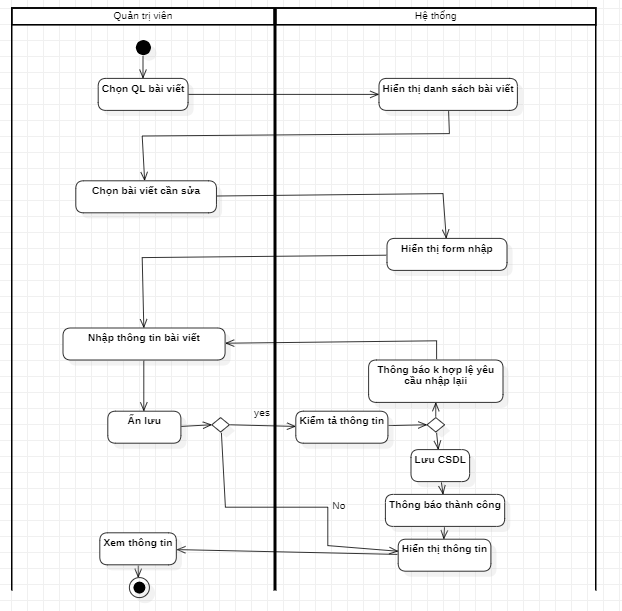 Quản trị viên
Hệ thống
Chọn QL bài viết
Hiển thị danh sách bài viết
Chọn bài viết cần sửa
Hiển thị form nhập
Nhập thông tin bài viết
Thông báo k hợp lệ yêu
cầu nhập lạii
Ấn lưu
yes
Kiểm tả thông tin
Lưu CSDL
Thông báo thành công
No
Xem thông tin
Hiển thị thông tin